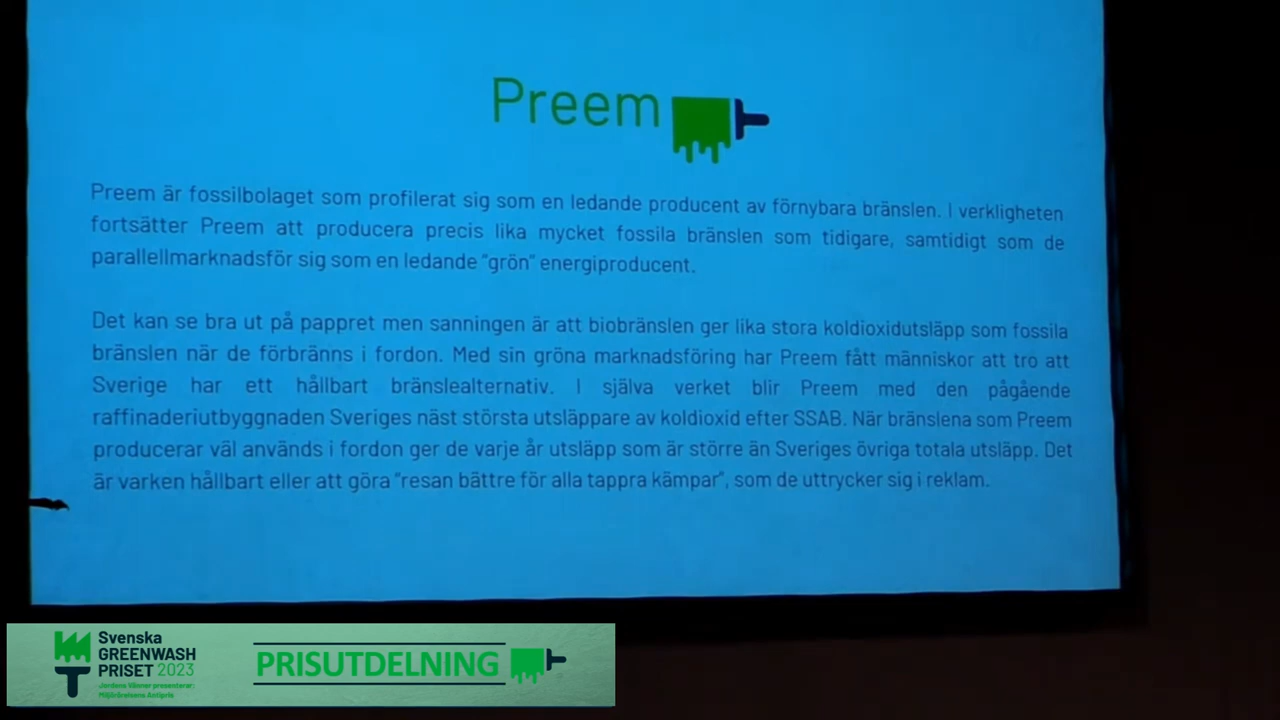 Preem
Preem är fossilbolaget som profilerat sig som en ledande producent av förnybara bränslen. I verkligheten
fortsätter Preem att producera precis lika mycket fossila bränslen som tidigare, samtidigt som de
parallellmarknadsför sig som en ledande "grön" energiproducent.
Det kan se bra ut på pappret men sanningen är att biobränslen ger lika stora koldioxidutsläpp som fossila
bränslen när de förbränns i fordon. Med sin gröna marknadsföring har Preem fått människor att tro att
Sverige har ett hållbart bränslealternativ. I själva verket blir Preem med den pågående
raffinaderiutbyggnaden Sveriges näst största utsläppare av koldioxid efter SSAB. När bränslena som Preem
producerar väl används i fordon ger de varje år utsläpp som är större än Sveriges övriga totala utsläpp. Det
är varken hållbart eller att göra "resan bättre för alla tappra kämpar", som de uttrycker sig i reklam.
Svenska
GREENWASH
PRISET 2023
Jordens Vänner presenterar:
Miljörörelsens Antipris
PRISUTDELNING